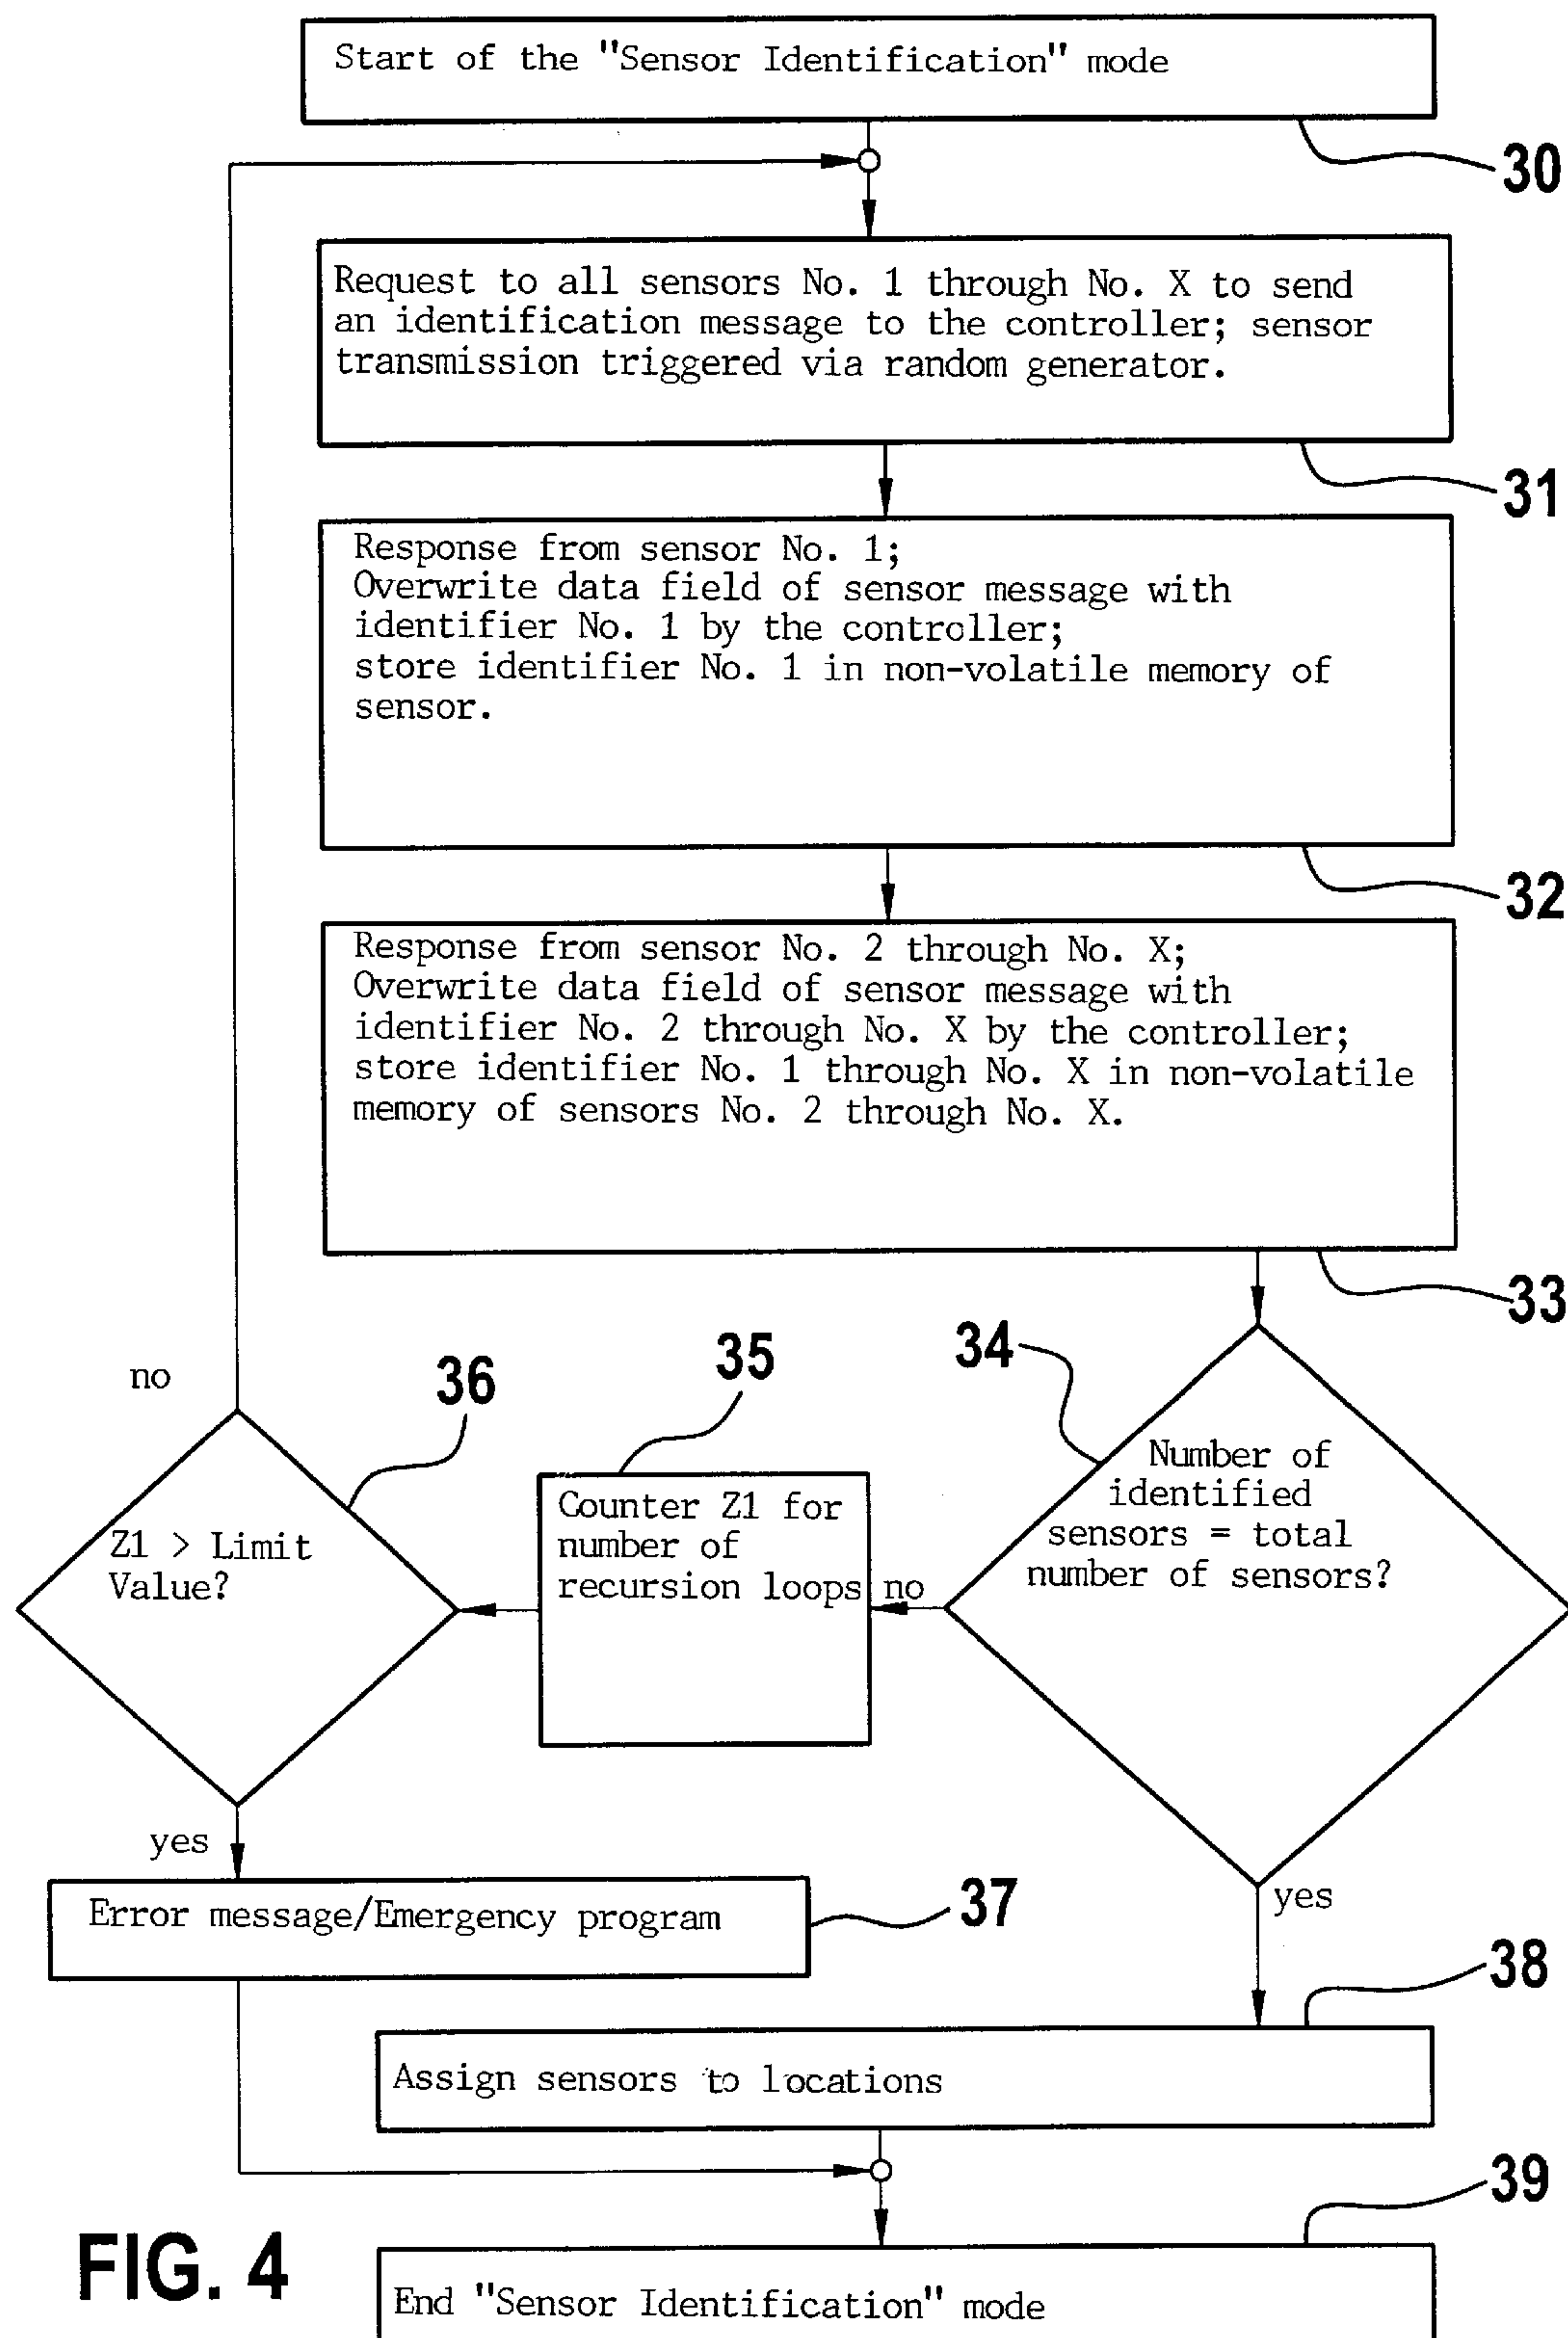 Start of the "Sensor Identification" mode
30
Request to all sensors No. 1 through No. X to send
an identification message to the controller; sensor
transmission triggered via random generator.
31
Response from sensor No. 1;
Overwrite data field of sensor message with
identifier No. 1 by the controller;
store identifier No. 1 in non-volatile memory of
sensor.
32
Response from sensor No. 2 through No. X;
Overwrite data field of sensor message with
identifier No. 2 through No. X by the controller;
store identifier No. 1 through No. X in non-volatile
memory of sensors No. 2 through No. X.
33
34
Number of
identified
sensors = total
number of sensors?
no
35
Counter Z1 for
number of
recursion loops
36
Z1 > Limit
Value?
no
yes
Error message/Emergency program
37
yes
38
Assign sensors to locations
39
End "Sensor Identification" mode
FIG. 4